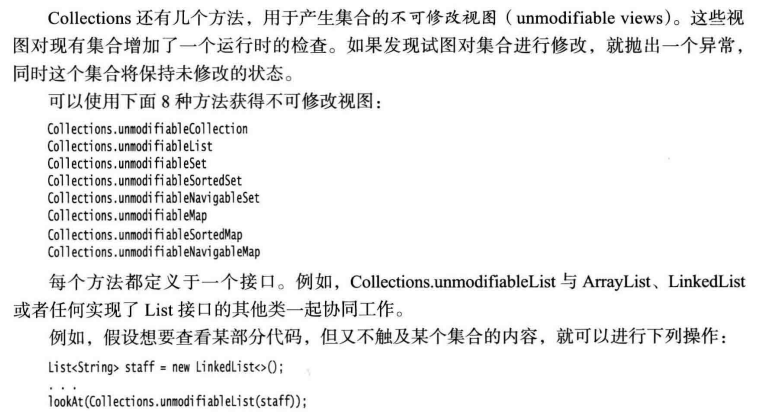 Collections 还有几个方法，用于产生集合的不可修改视图（unmodifiable views）。这些视
图对现有集合增加了一个运行时的检查。如果发现试图对集合进行修改，就抛出一个异常，
同时这个集合将保持未修改的状态。
可以使用下面 8 种方法获得不可修改视图：
Collections.unmodifiableCollection
Collections.unmodifiableList
Collections.unmodifiableSet
Collections.unmodifiableSortedSet
Collections.unmodifiableNavigableSet
Collections.unmodifiableMap
Collections.unmodifiableSortedMap
Collections.unmodifiableNavigableMap
每个方法都定义于一个接口。例如，Collections.unmodifiableList 与 ArrayList、LinkedList
或者任何实现了 List 接口的其他类一起协同工作。
例如，假设想要查看某部分代码，但又不触及某个集合的内容，就可以进行下列操作：
List<String> staff = new LinkedList<>();
. . .
lookAt(Collections.unmodifiableList(staff));